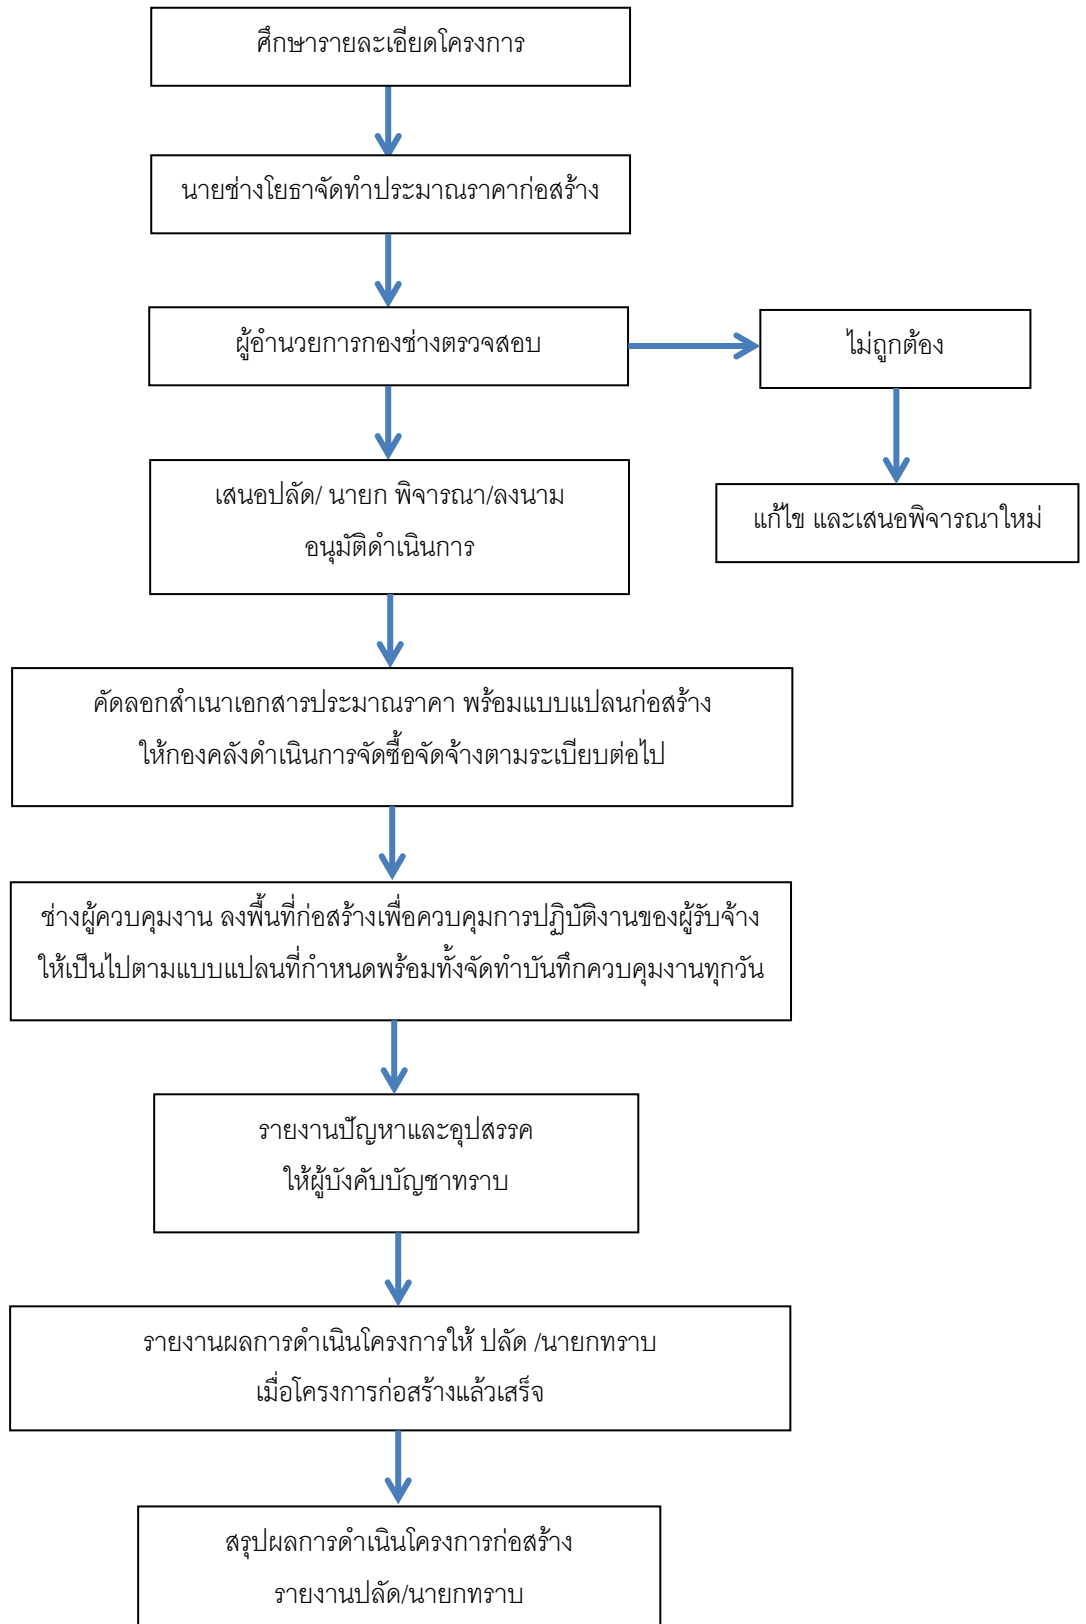 ศึกษารายละเอียดโครงการ
นายช่างโยธาจัดทำประมาณราคาก่อสร้าง
ผู้อำนวยการกองช่างตรวจสอบ
ไม่ถูกต้อง
เสนอปลัด/ นายก พิจารณา/ลงนาม
อนุมัติดำเนินการ
แก้ไข และเสนอพิจารณาใหม่
คัดลอกสำเนาเอกสารประมาณราคา พร้อมแบบแปลนก่อสร้าง
ให้กองคลังดำเนินการจัดซื้อจัดจ้างตามระเบียบต่อไป
ช่างผู้ควบคุมงาน ลงพื้นที่ก่อสร้างเพื่อควบคุมการปฏิบัติงานของผู้รับจ้าง
ให้เป็นไปตามแบบแปลนที่กำหนดพร้อมทั้งจัดทำบันทึกควบคุมงานทุกวัน
รายงานปัญหาและอุปสรรค
ให้ผู้บังคับบัญชาทราบ
รายงานผลการดำเนินโครงการให้ ปลัด /นายกทราบ
เมื่อโครงการก่อสร้างแล้วเสร็จ
สรุปผลการดำเนินโครงการก่อสร้าง
รายงานปลัด/นายกทราบ